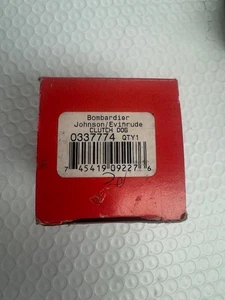 Bombardier
Johnson/Evinrude
CLUTCH DOG
0337774 QTY1
7 45419 09227 6